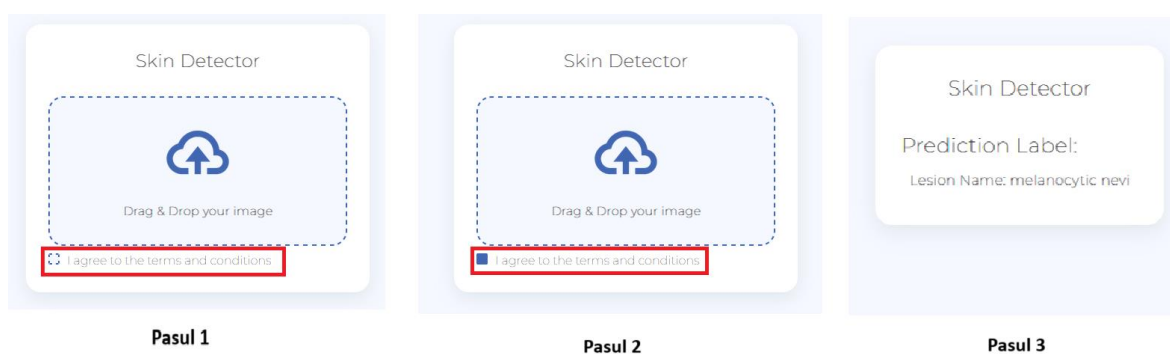 Skin Detector
Drag & Drop your image
I agree to the terms and conditions
Pasul 1
Skin Detector
Drag & Drop your image
I agree to the terms and conditions
Pasul 2
Skin Detector
Prediction Label:
Lesion Name: melanocytic nevi
Pasul 3